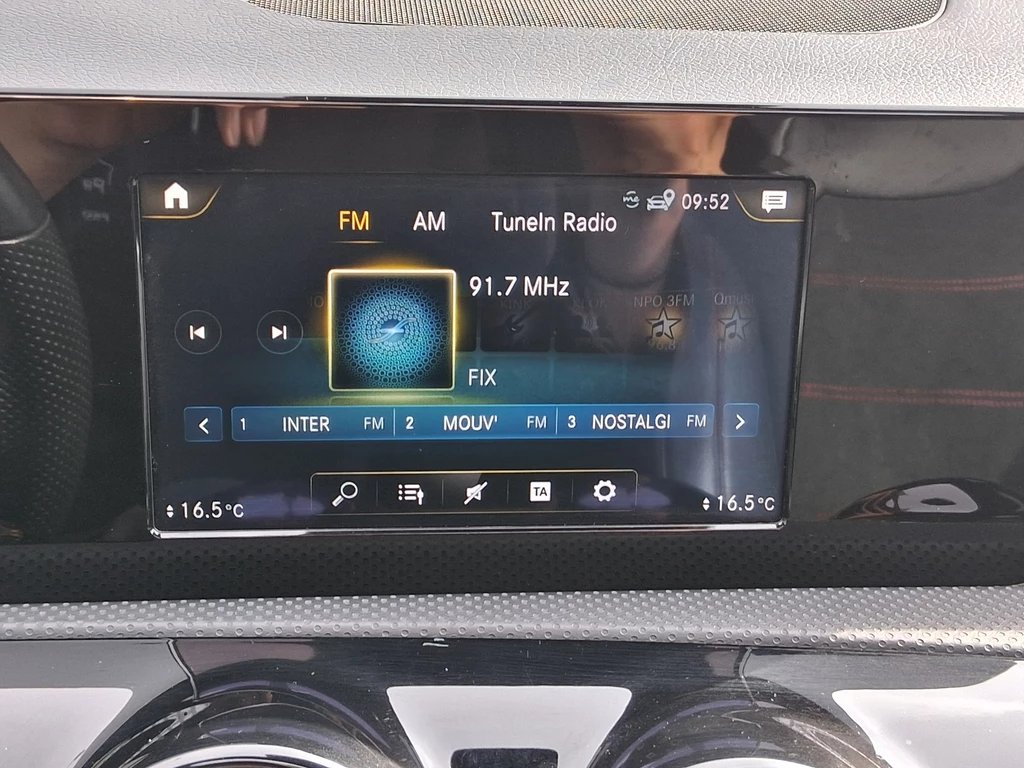 FM AM TuneIn Radio me 09:52
91.7 MHz
NPO 3FM
FIX
1 INTER FM 2 MOUV' FM 3 NOSTALGI FM
TA
16.5°C 16.5°C